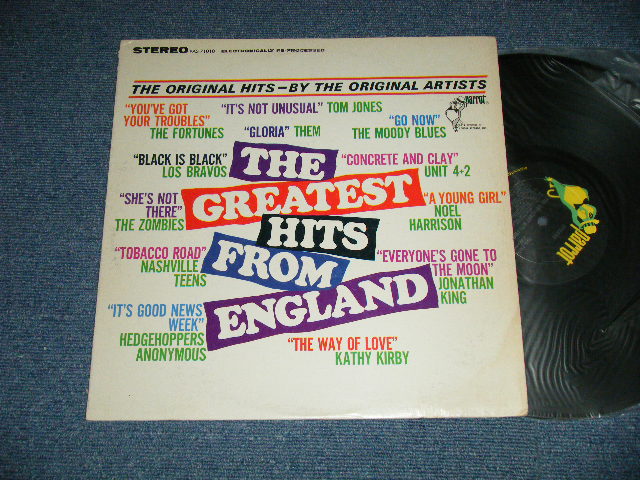 STEREO PAS 71010 ELECTRONICALLY RE-PROCESSED
THE ORIGINAL HITS—BY THE ORIGINAL ARTISTS
parrot
"YOU'VE GOT
YOUR TROUBLES"
THE FORTUNES
"IT'S NOT UNUSUAL" TOM JONES
"GLORIA" THEM
"GO NOW"
THE MOODY BLUES
"BLACK IS BLACK"
LOS BRAVOS
"CONCRETE AND CLAY"
UNIT 4+2
"SHE'S NOT
THERE"
THE ZOMBIES
"A YOUNG GIRL"
NOEL
HARRISON
THE
GREATEST
HITS
FROM
ENGLAND
"TOBACCO ROAD"
NASHVILLE
TEENS
"EVERYONE'S GONE TO
THE MOON"
JONATHAN
KING
"IT'S GOOD NEWS
WEEK"
HEDGEHOPPERS
ANONYMOUS
"THE WAY OF LOVE"
KATHY KIRBY
parrot